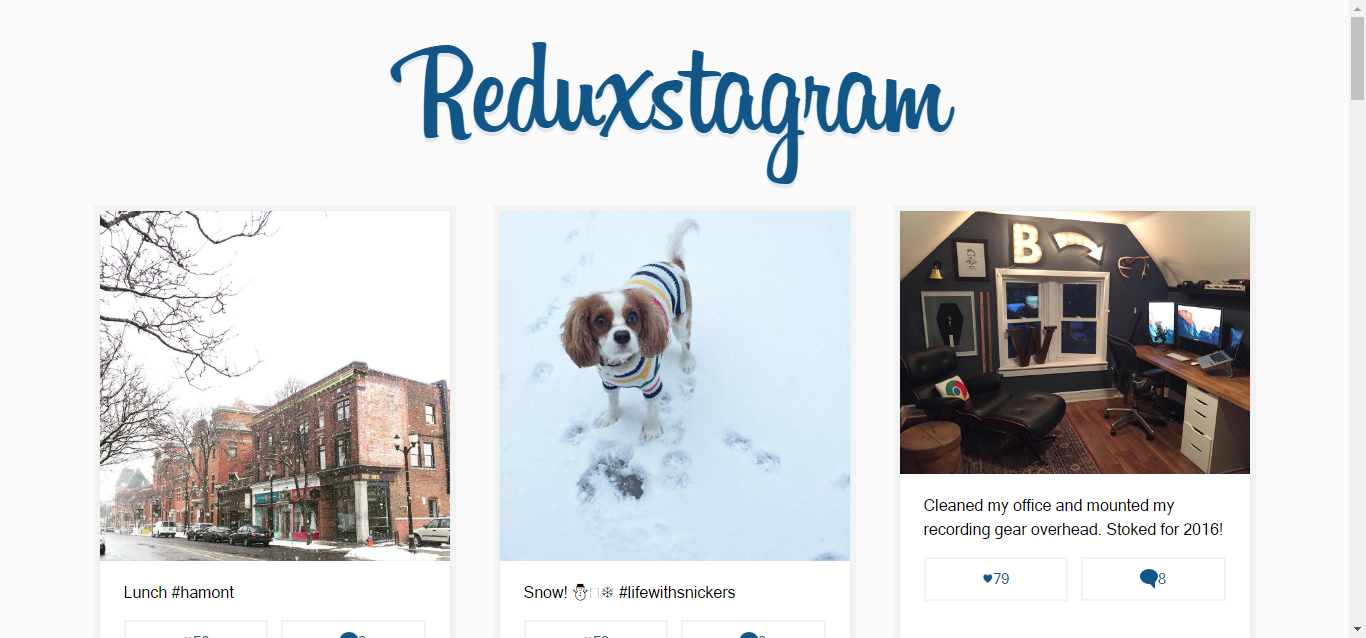 Reduxstagram
B
W
Lunch #hamont
Snow! ☃❄ #lifewithsnickers
Cleaned my office and mounted my
recording gear overhead. Stoked for 2016!
♥79
8